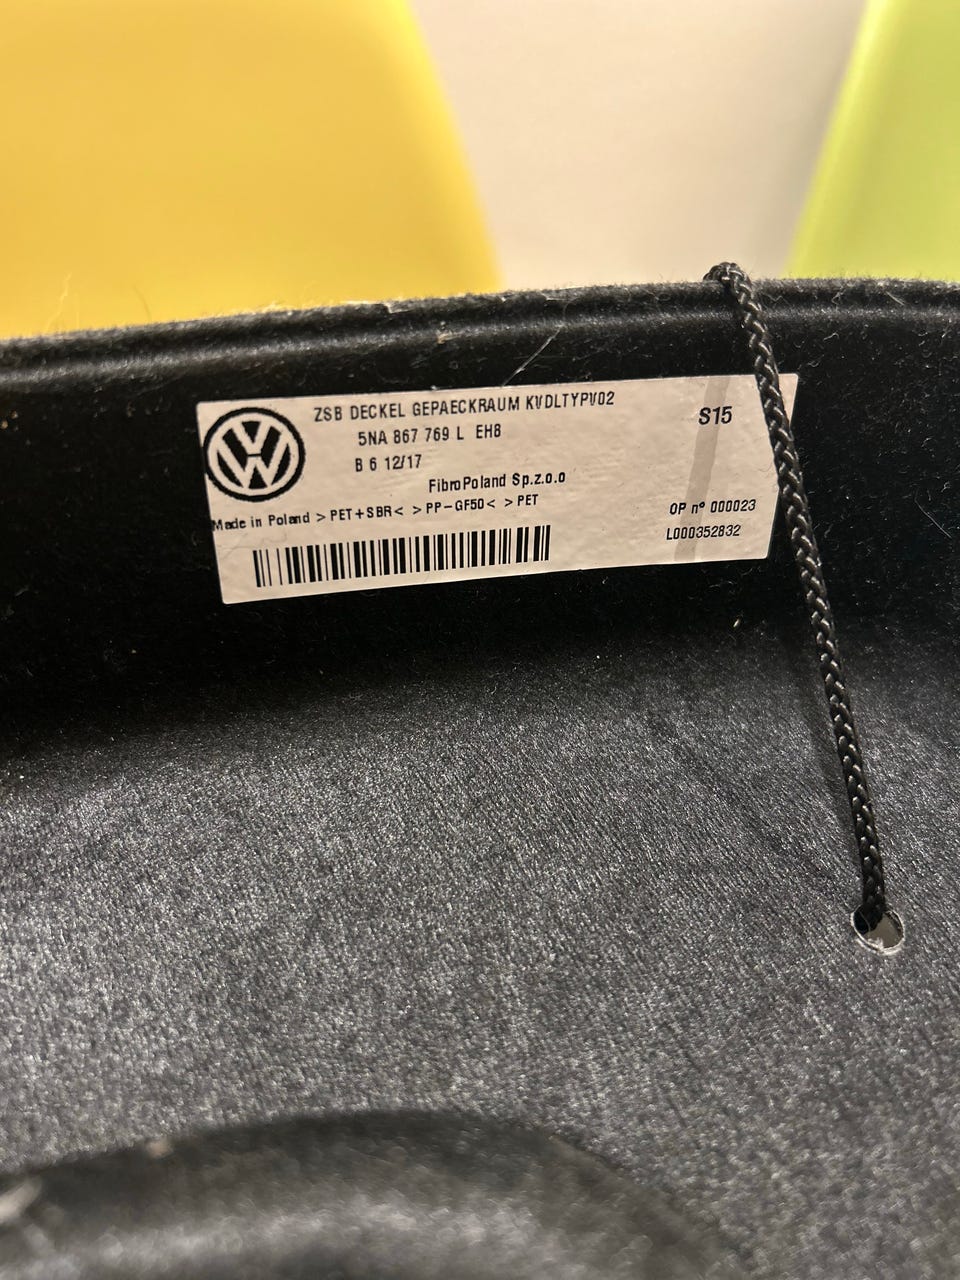 ZSB DECKEL GEPAECKRAUM KVDLTYPV02
S15
5NA 867 769 L EH8
B 6 12/17
FibroPoland Sp.z.o.o
Made in Poland >PET+SBR< >PP-GF50< >PET
OP nº 000023
L000352832